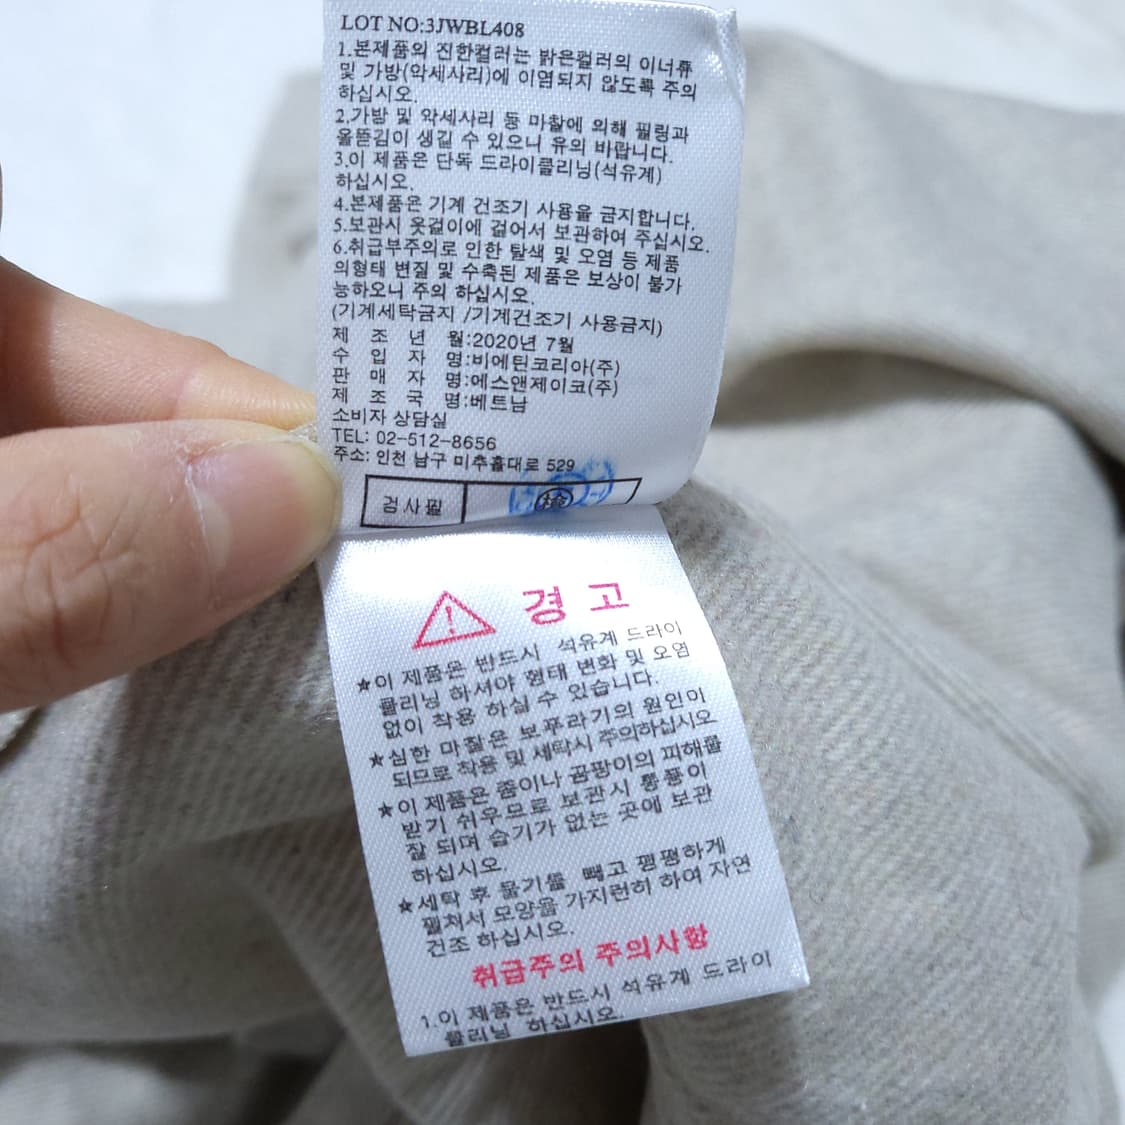 LOT NO:3JWBL408
1.본제품의 진한컬러는 밝은컬러의 이너류
및 가방(악세사리)에 이염되지 않도록 주의
하십시오.
2.가방 및 악세사리 등 마찰에 의해 필링과
올뜯김이 생길 수 있으니 유의 바랍니다.
3.이 제품은 단독 드라이클리닝(석유계)
하십시오.
4.본제품은 기계 건조기 사용을 금지합니다.
5.보관시 옷걸이에 걸어서 보관하여 주십시오.
6.취급부주의로 인한 탈색 및 오염 등 제품
의형태 변질 및 수축된 제품은 보상이 불가
능하오니 주의 하십시오.
(기계세탁금지 /기계건조기 사용금지)
제 조 년 월:2020년 7월
수 입 자 명:비에틴코리아(주)
판 매 자 명:에스앤제이코(주)
제 조 국 명:베트남
소비자 상담실
TEL: 02-512-8656
주소: 인천 남구 미추홀대로 529
검사필 檢
경 고
★이 제품은 반드시 석유계 드라이
클리닝 하셔야 형태 변화 및 오염
없이 착용 하실 수 있습니다.
★심한 마찰은 보푸라기의 원인이
되므로 착용 및 세탁시 주의하십시오
★이 제품은 좀이나 곰팡이의 피해를
받기 쉬우므로 보관시 통풍이
잘 되며 습기가 없는 곳에 보관
하십시오.
★세탁 후 물기를 빼고 평평하게
펼쳐서 모양을 가지런히 하여 자연
건조 하십시오.
취급주의 주의사항
1.이 제품은 반드시 석유계 드라이
클리닝 하십시오.